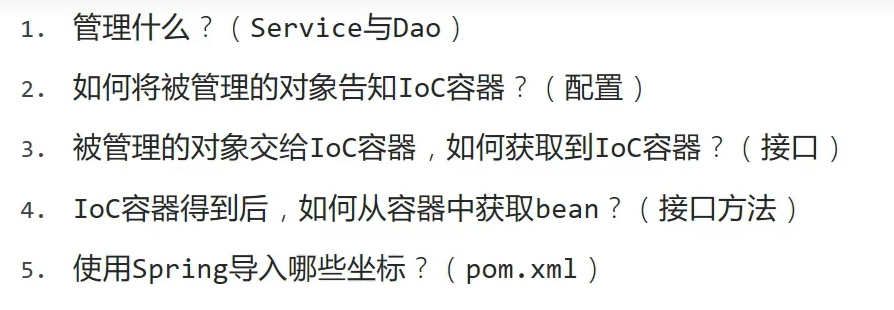 1. 管理什么？（Service与Dao）
2. 如何将被管理的对象告知IoC容器？（配置）
3. 被管理的对象交给IoC容器，如何获取到IoC容器？（接口）
4. IoC容器得到后，如何从容器中获取bean？（接口方法）
5. 使用Spring导入哪些坐标？（pom.xml）